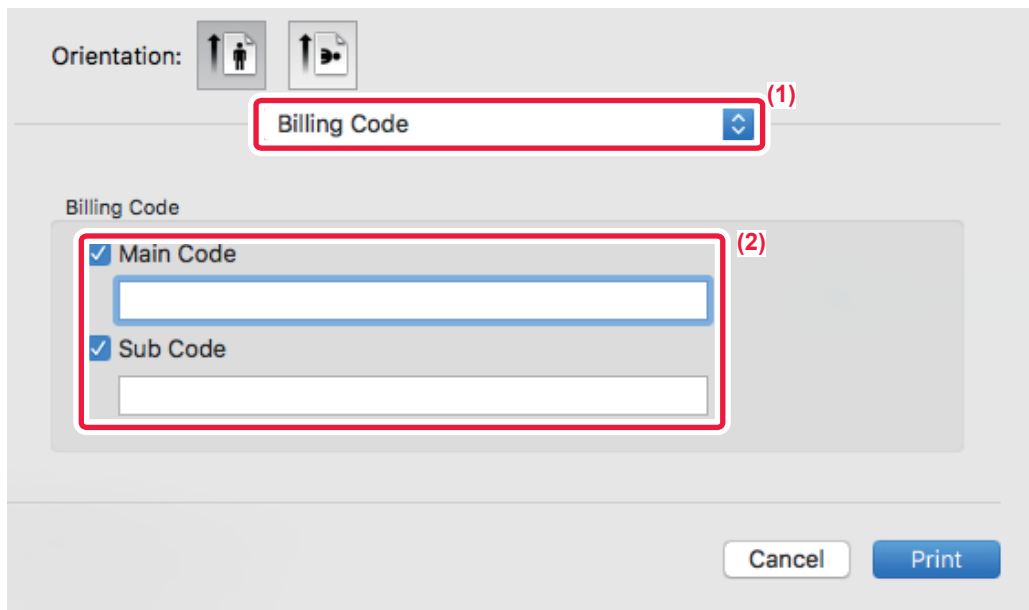 Orientation:
(1)
Billing Code
Billing Code
(2)
Main Code
Sub Code
Cancel
Print